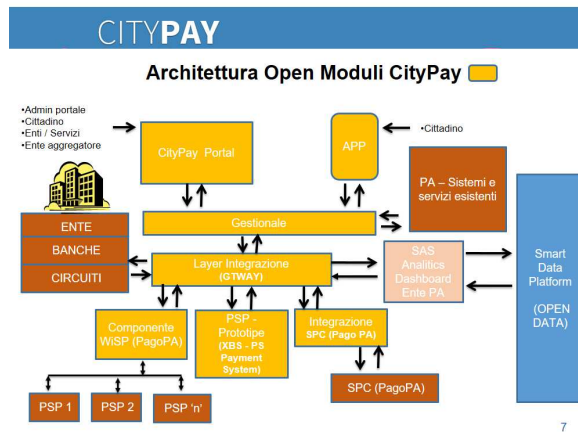 CITYPAY
Architettura Open Moduli CityPay
•Admin portale
•Cittadino
•Enti / Servizi
•Ente aggregatore
CityPay Portal
APP
•Cittadino
PA – Sistemi e
servizi esistenti
Gestionale
ENTE
BANCHE
CIRCUITI
Layer Integrazione
(GTWAY)
SAS
Analitics
Dashboard
Ente PA
Smart
Data
Platform
(OPEN
DATA)
Componente
WiSP (PagoPA)
PSP -
Prototipe
(XBS - PS
Payment
System)
Integrazione
SPC (Pago PA)
SPC (PagoPA)
PSP 1
PSP 2
PSP 'n'
7